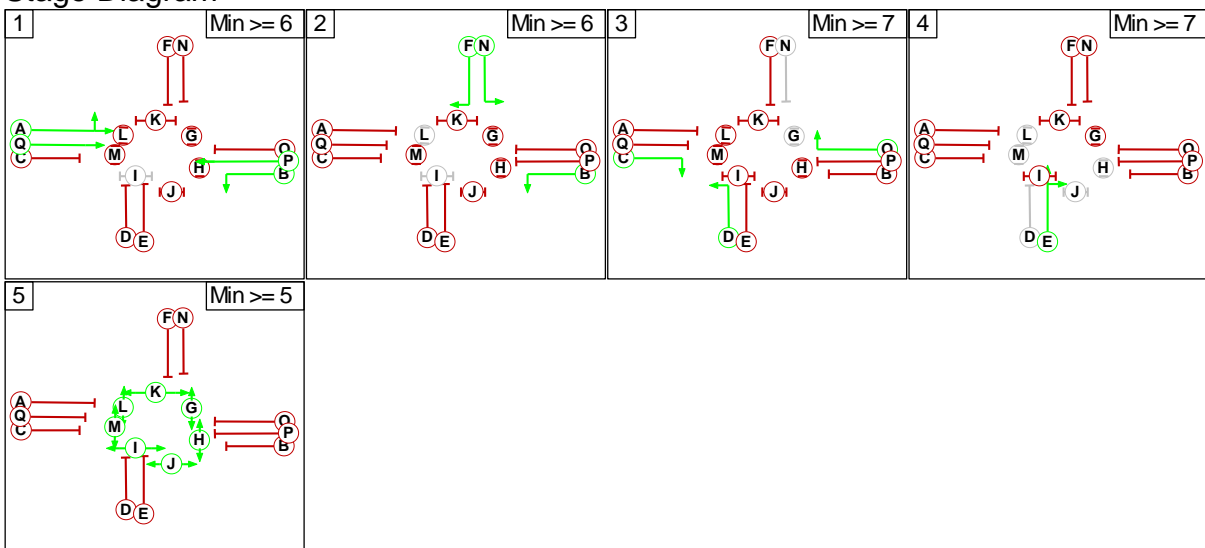 Stage Diagram
1 Min >= 6
F N
K
A L G
Q M O
C H P
I B
J
D E
2 Min >= 6
F N
K
A L G
Q M O
C H P
I B
J
D E
3 Min >= 7
F N
K
A L G
Q M O
C H P
I B
J
D E
4 Min >= 7
F N
K
A L G
Q M O
C H P
I B
J
D E
5 Min >= 5
F N
K
A L G
Q M O
C H P
I B
J
D E